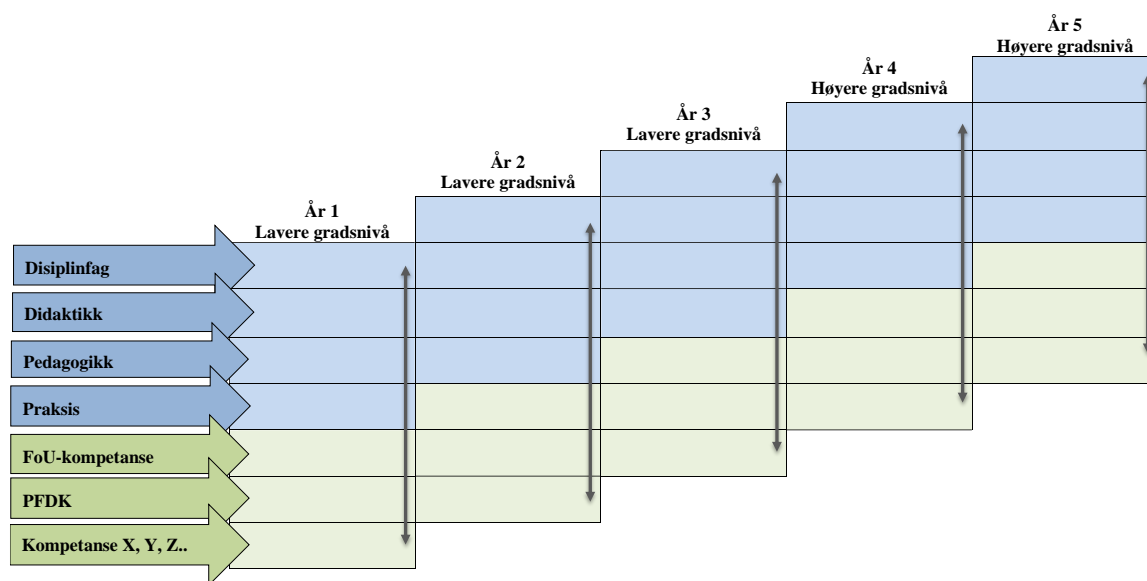 År 5
Høyere gradsnivå
År 4
Høyere gradsnivå
År 3
Lavere gradsnivå
År 2
Lavere gradsnivå
År 1
Lavere gradsnivå
Disiplinfag
Didaktikk
Pedagogikk
Praksis
FoU-kompetanse
PFDK
Kompetanse X, Y, Z..